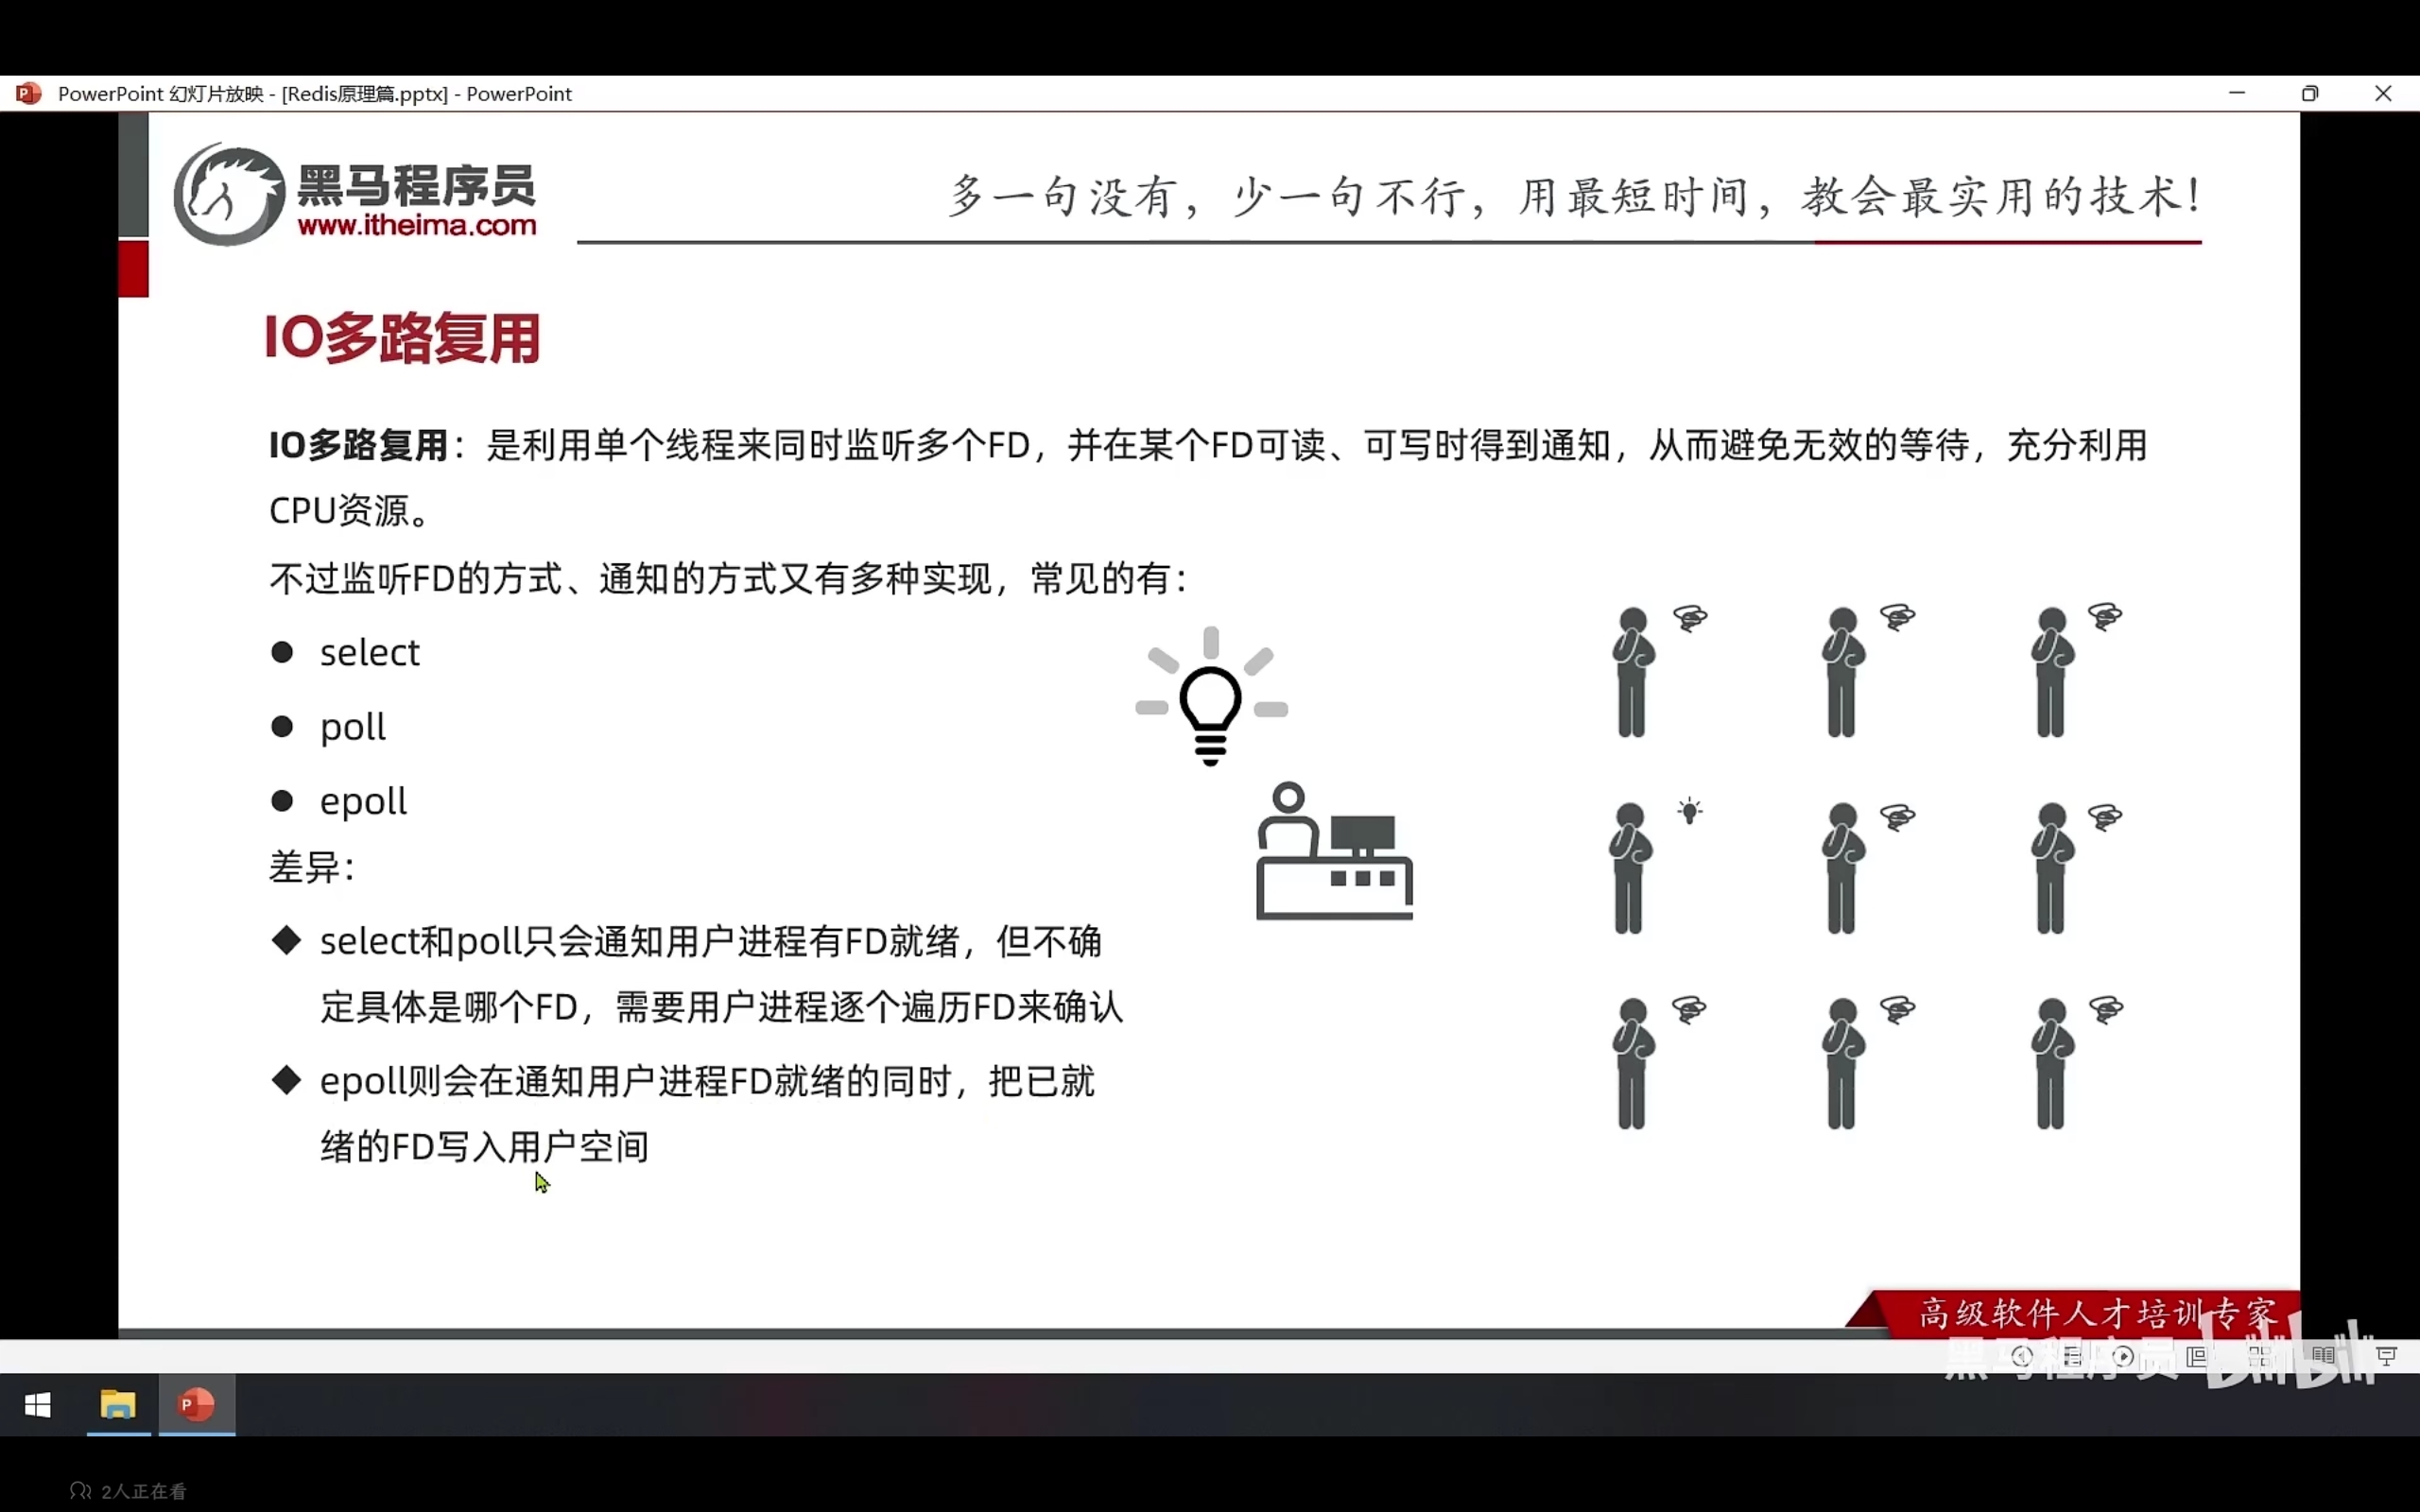 PowerPoint 幻灯片放映 - [Redis原理篇.pptx] - PowerPoint
黑马程序员
www.itheima.com
多一句没有，少一句不行，用最短时间，教会最实用的技术！
IO多路复用
IO多路复用：是利用单个线程来同时监听多个FD，并在某个FD可读、可写时得到通知，从而避免无效的等待，充分利用
CPU资源。
不过监听FD的方式、通知的方式又有多种实现，常见的有：
● select
● poll
● epoll
差异：
◆ select和poll只会通知用户进程有FD就绪，但不确
定具体是哪个FD，需要用户进程逐个遍历FD来确认
◆ epoll则会在通知用户进程FD就绪的同时，把已就
绪的FD写入用户空间
高级软件人才培训专家
黑马程序员 bilibili
2人正在看